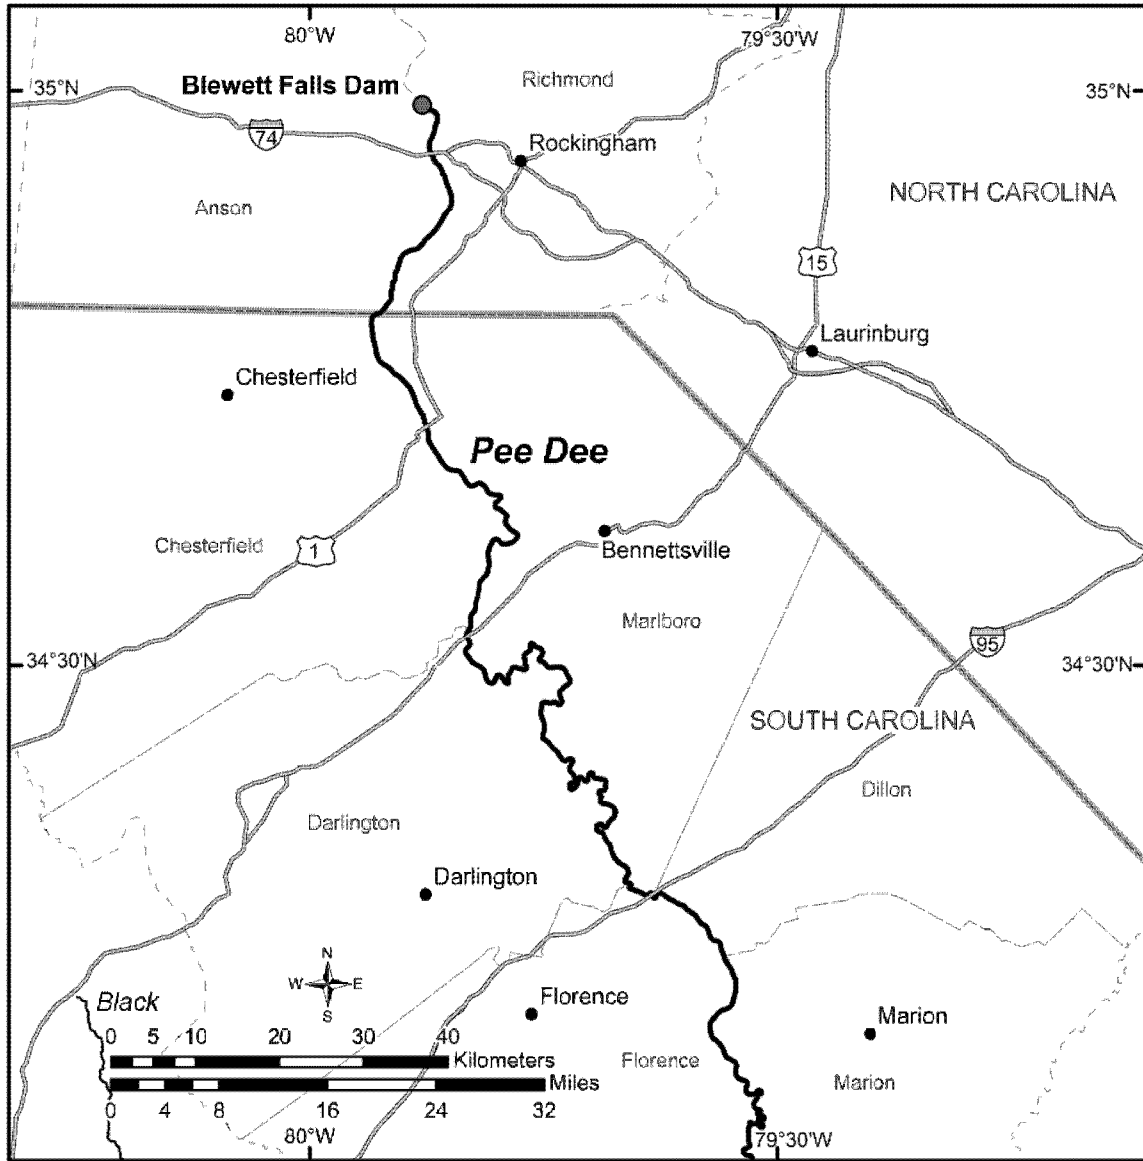 80°W
79°30'W
Blewett Falls Dam
Richmond
35°N
35°N
74
Rockingham
Anson
NORTH CAROLINA
15
Laurinburg
Chesterfield
Pee Dee
Chesterfield
1
Bennettsville
Marlboro
95
34°30'N
34°30'N
SOUTH CAROLINA
Dillon
Darlington
Darlington
N
W E
S
Black
Florence
Marion
0 5 10 20 30 40
Kilometers
Florence
Marion
Miles
0 4 8 16 24 32
80°W
79°30'W